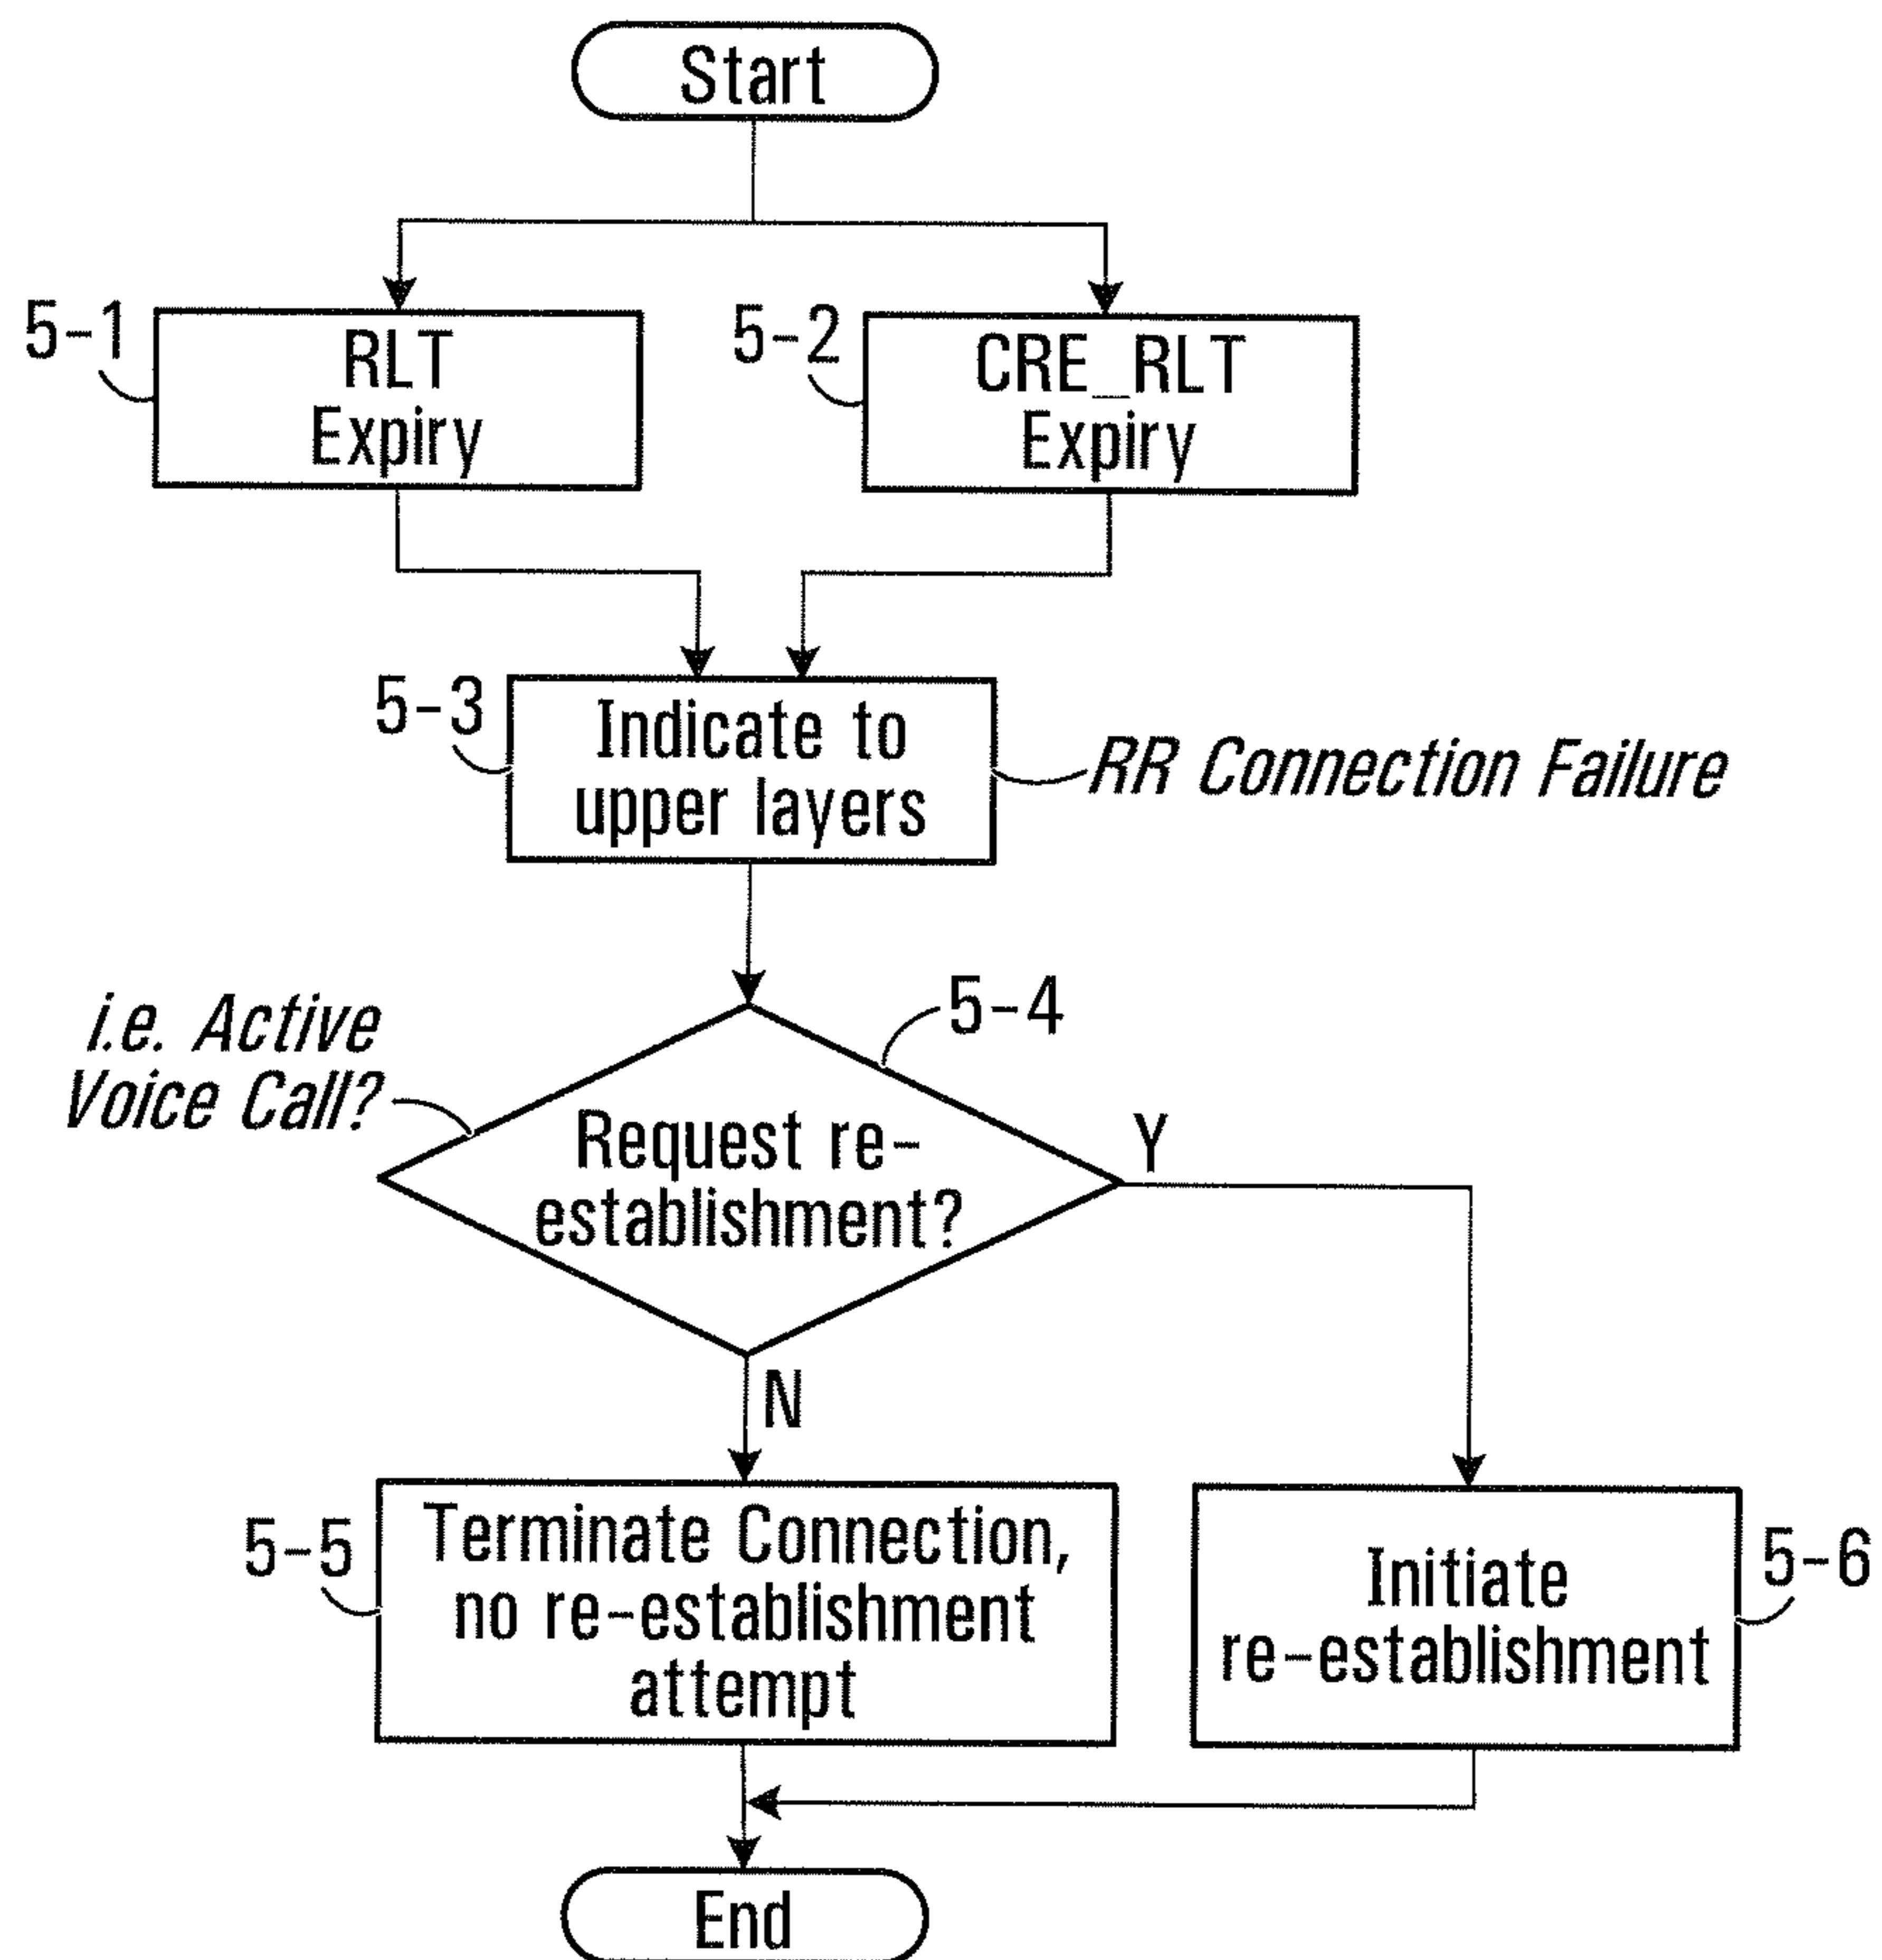 Start
5-1
RLT
Expiry
5-2
CRE_RLT
Expiry
5-3
Indicate to
upper layers
RR Connection Failure
i.e. Active
Voice Call?
5-4
Request re-
establishment?
Y
N
5-5
Terminate Connection,
no re-establishment
attempt
Initiate
re-establishment
5-6
End